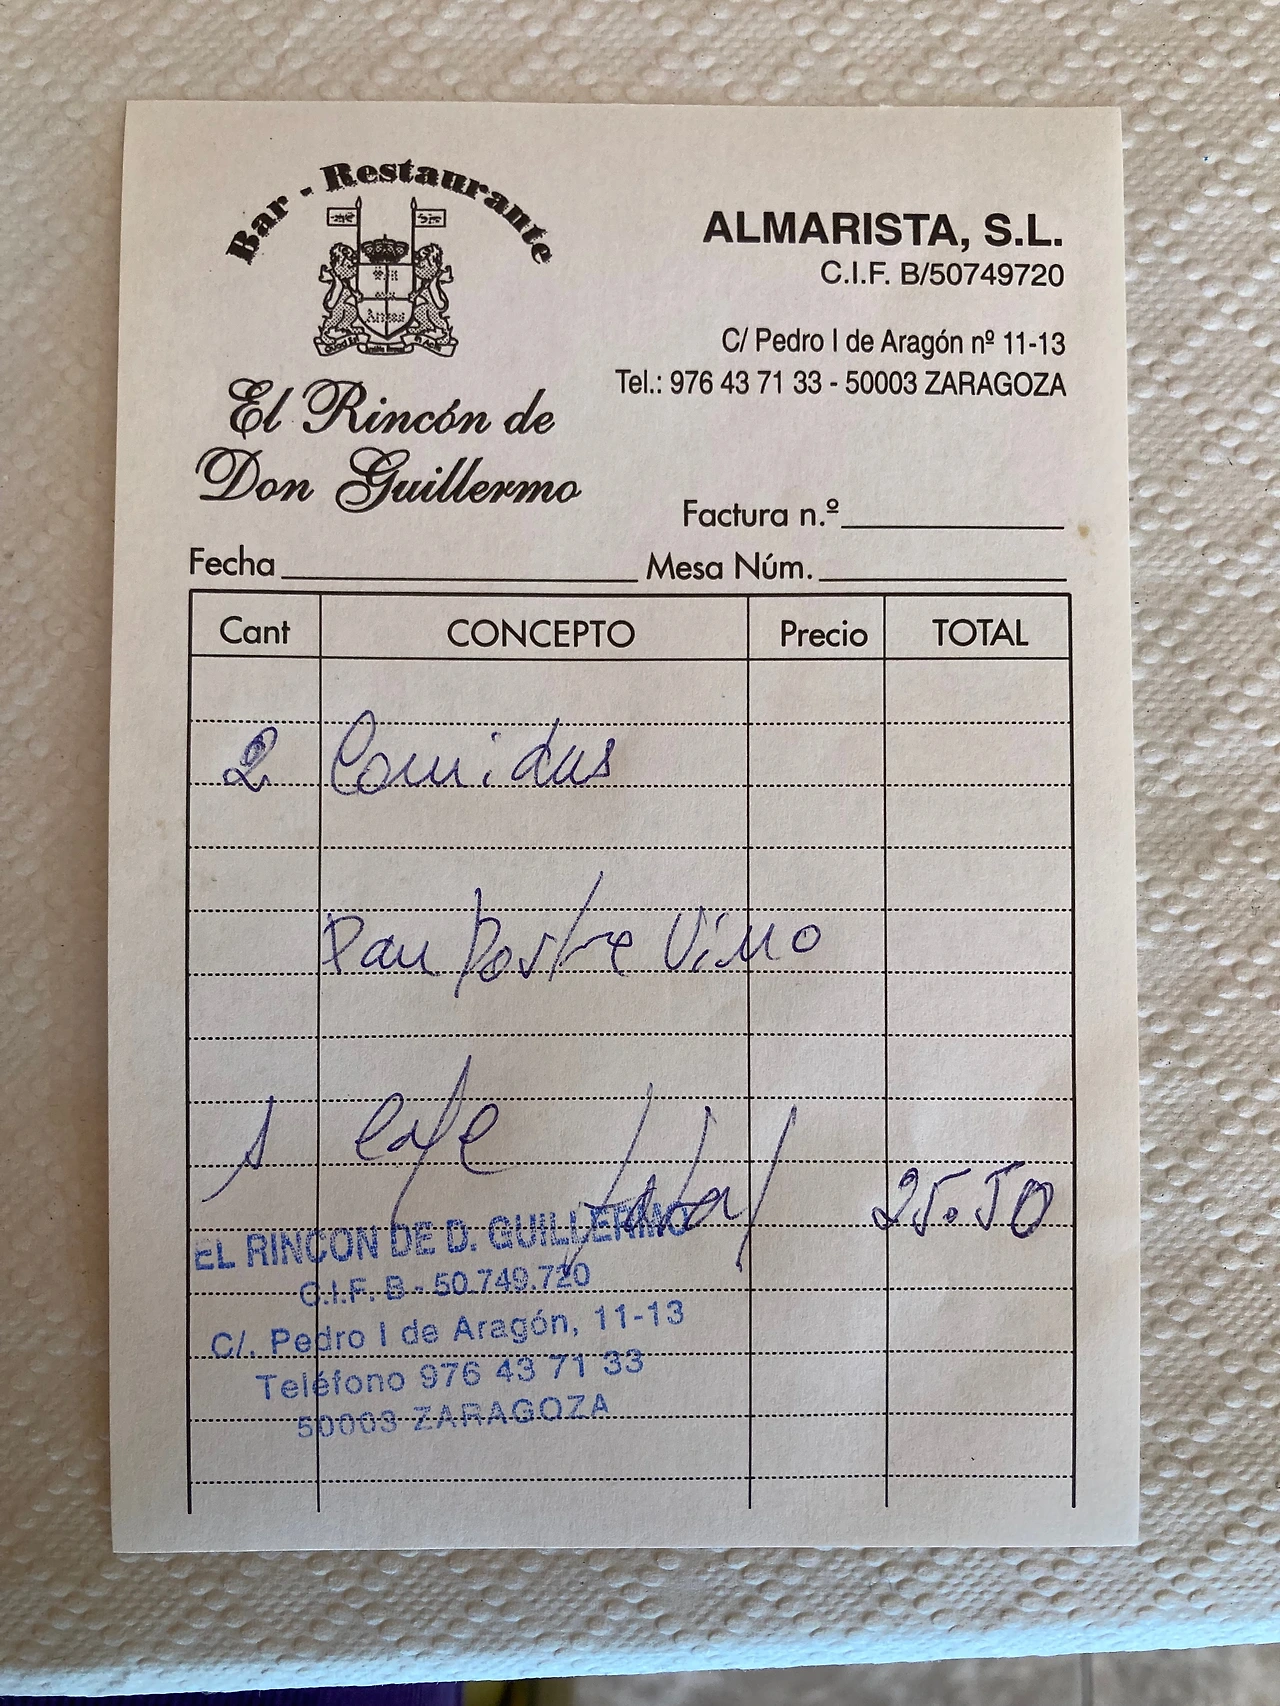 Bar - Restaurante
El Rincón de
Don Guillermo
ALMARISTA, S.L.
C.I.F. B/50749720
C/ Pedro I de Aragón nº 11-13
Tel.: 976 43 71 33 - 50003 ZARAGOZA
Factura n.º
Fecha Mesa Núm.
Cant CONCEPTO Precio TOTAL
2 Comidas
Pan Postre Vino
1 Cafe
total 25.50
EL RINCON DE D. GUILLERMO
C.I.F. B - 50.749.720
C/. Pedro I de Aragón, 11-13
Teléfono 976 43 71 33
50003 ZARAGOZA